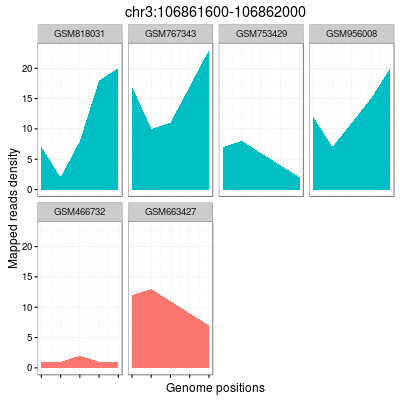 chr3:106861600-106862000
GSM818031 GSM767343 GSM753429 GSM956008
20
15
10
5
0
Mapped reads density
GSM466732 GSM663427
20
15
10
5
0
Genome positions